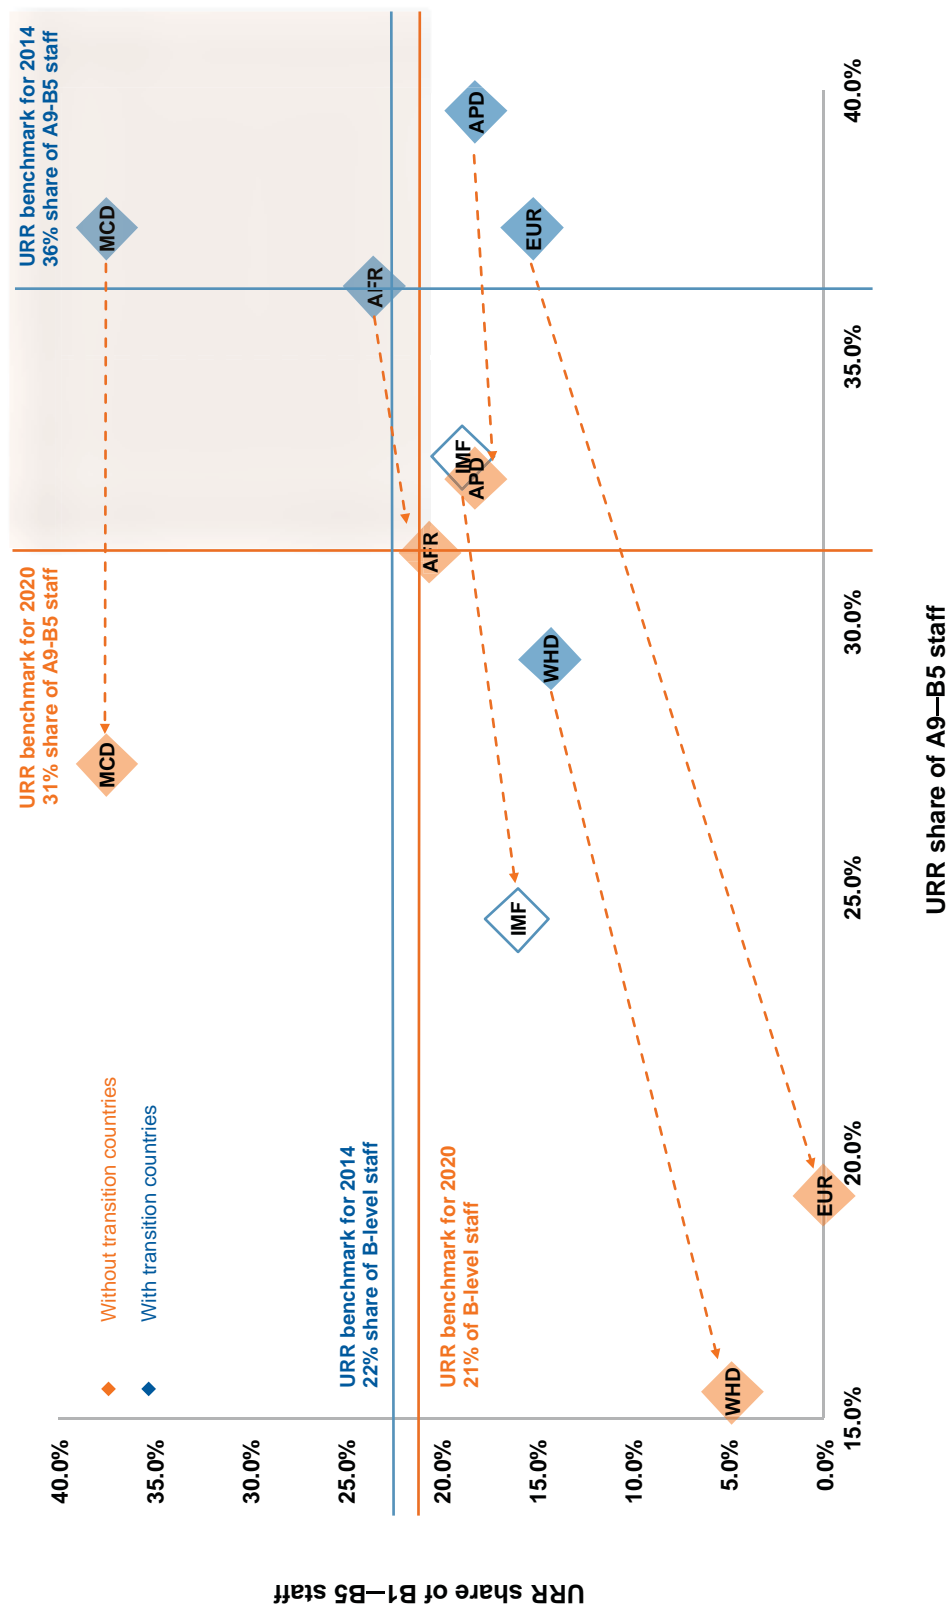 URR benchmark for 2020
31% share of A9-B5 staff
URR benchmark for 2014
36% share of A9-B5 staff
Without transition countries
With transition countries
URR benchmark for 2014
22% share of B-level staff
URR benchmark for 2020
21% of B-level staff
MCD
MCD
AFR
AFR
APD
IMF
APD
EUR
WHD
IMF
WHD
EUR
40.0%
35.0%
30.0%
25.0%
20.0%
15.0%
10.0%
5.0%
0.0%
15.0%
20.0%
25.0%
30.0%
35.0%
40.0%
URR share of B1—B5 staff
URR share of A9—B5 staff